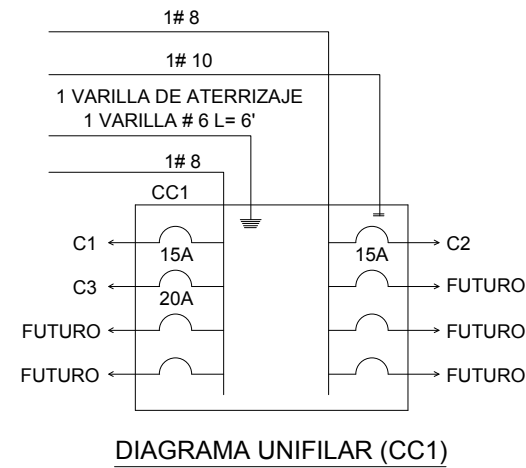 1# 8
1# 10
1 VARILLA DE ATERRIZAJE
1 VARILLA # 6 L= 6'
1# 8
CC1
C1
15A
15A
C2
C3
20A
FUTURO
FUTURO
FUTURO
FUTURO
FUTURO
DIAGRAMA UNIFILAR (CC1)